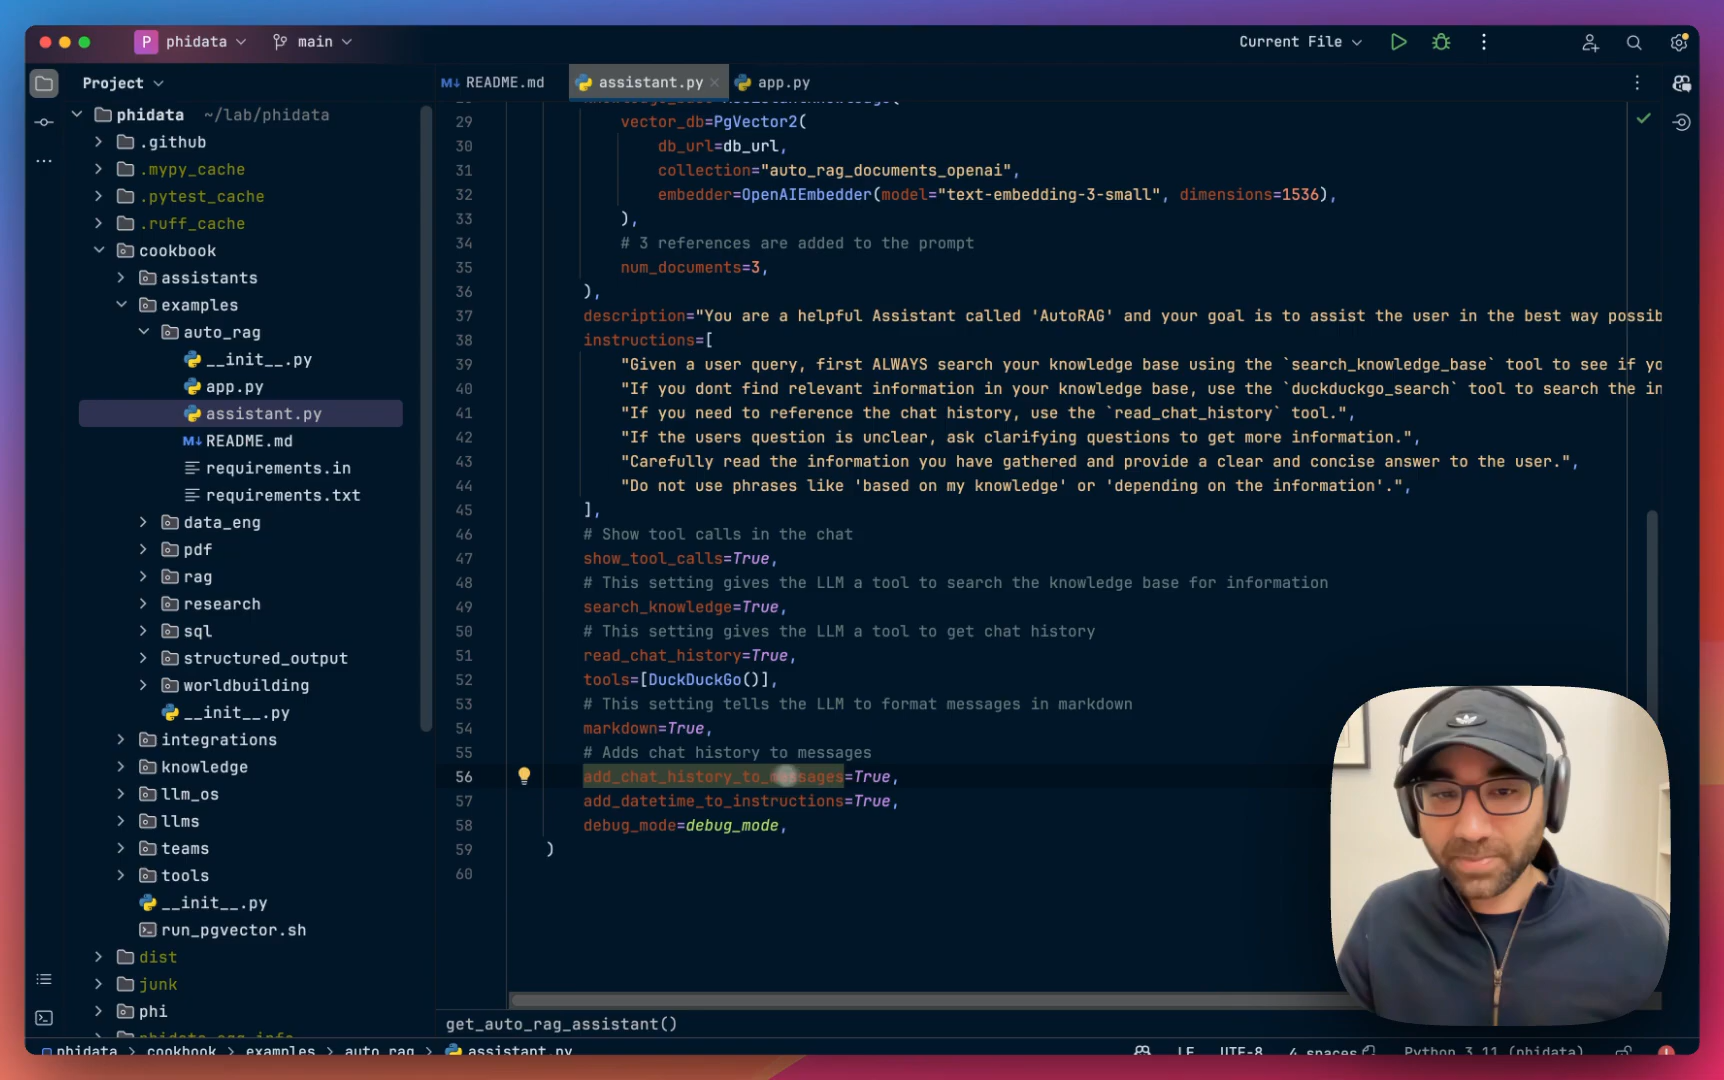 P phidata main
Current File
Project
README.md
assistant.py
app.py
phidata ~/lab/phidata
.github
.mypy_cache
.pytest_cache
.ruff_cache
cookbook
assistants
examples
auto_rag
__init__.py
app.py
assistant.py
README.md
requirements.in
requirements.txt
data_eng
pdf
rag
research
sql
structured_output
worldbuilding
__init__.py
integrations
knowledge
llm_os
llms
teams
tools
__init__.py
run_pgvector.sh
dist
junk
phi
29 vector_db=PgVector2(
30 db_url=db_url,
31 collection="auto_rag_documents_openai",
32 embedder=OpenAIEmbedder(model="text-embedding-3-small", dimensions=1536),
33 ),
34 # 3 references are added to the prompt
35 num_documents=3,
36 ),
37 description="You are a helpful Assistant called 'AutoRAG' and your goal is to assist the user in the best way possib
38 instructions=[
39 "Given a user query, first ALWAYS search your knowledge base using the `search_knowledge_base` tool to see if yo
40 "If you dont find relevant information in your knowledge base, use the `duckduckgo_search` tool to search the in
41 "If you need to reference the chat history, use the `read_chat_history` tool.",
42 "If the users question is unclear, ask clarifying questions to get more information.",
43 "Carefully read the information you have gathered and provide a clear and concise answer to the user.",
44 "Do not use phrases like 'based on my knowledge' or 'depending on the information'.",
45 ],
46 # Show tool calls in the chat
47 show_tool_calls=True,
48 # This setting gives the LLM a tool to search the knowledge base for information
49 search_knowledge=True,
50 # This setting gives the LLM a tool to get chat history
51 read_chat_history=True,
52 tools=[DuckDuckGo()],
53 # This setting tells the LLM to format messages in markdown
54 markdown=True,
55 # Adds chat history to messages
56 add_chat_history_to_messages=True,
57 add_datetime_to_instructions=True,
58 debug_mode=debug_mode,
59 )
60
get_auto_rag_assistant()
phidata > cookbook > examples > auto_rag > assistant.py
LF UTF-8 4 spaces Python 3.11 (phidata)